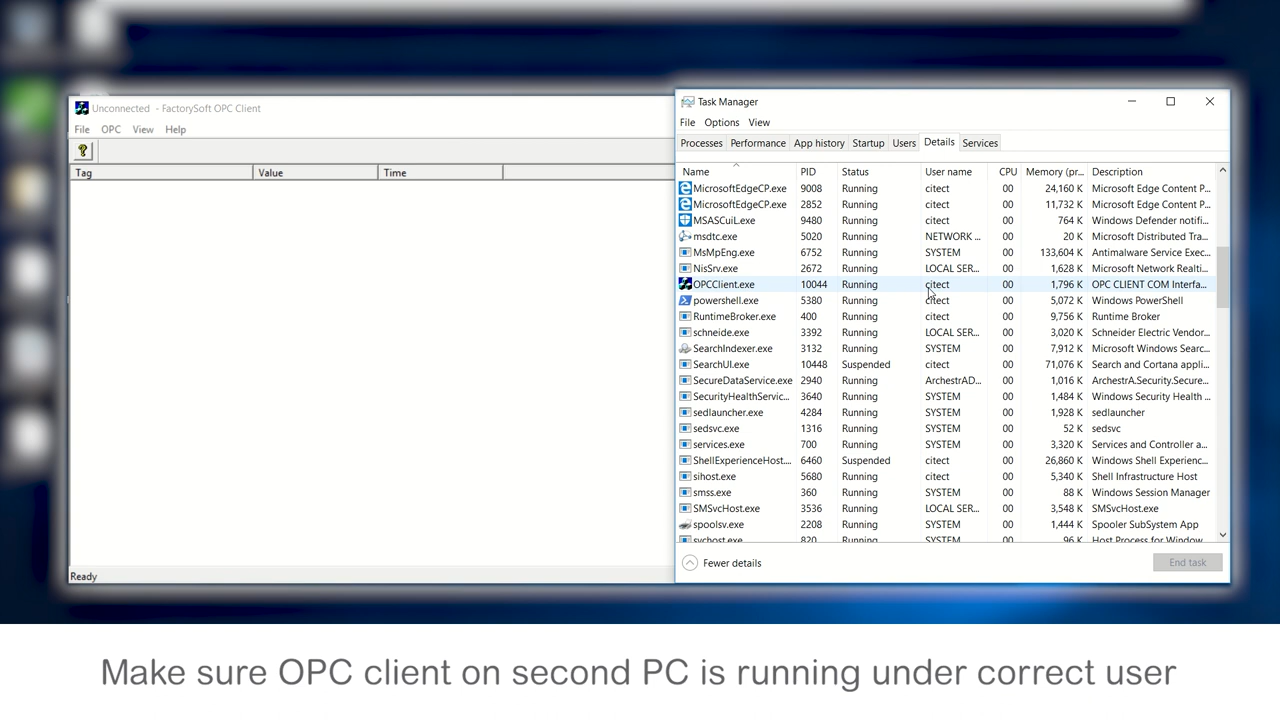 Unconnected - FactorySoft OPC Client
File OPC View Help
Tag Value Time
Ready
Task Manager
File Options View
Processes Performance App history Startup Users Details Services
Name PID Status User name CPU Memory (pr... Description
MicrosoftEdgeCP.exe 9008 Running citect 00 24,160 K Microsoft Edge Content P...
MicrosoftEdgeCP.exe 2852 Running citect 00 11,732 K Microsoft Edge Content P...
MSASCuiL.exe 9480 Running citect 00 764 K Windows Defender notifi...
msdtc.exe 5020 Running NETWORK ... 00 20 K Microsoft Distributed Tra...
MsMpEng.exe 6752 Running SYSTEM 00 133,604 K Antimalware Service Exec...
NisSrv.exe 2672 Running LOCAL SER... 00 1,628 K Microsoft Network Realti...
OPCClient.exe 10044 Running citect 00 1,796 K OPC CLIENT COM Interfa...
powershell.exe 5380 Running citect 00 5,072 K Windows PowerShell
RuntimeBroker.exe 400 Running citect 00 9,756 K Runtime Broker
schneide.exe 3392 Running LOCAL SER... 00 3,020 K Schneider Electric Vendor...
SearchIndexer.exe 3132 Running SYSTEM 00 7,912 K Microsoft Windows Searc...
SearchUI.exe 10448 Suspended citect 00 71,076 K Search and Cortana appli...
SecureDataService.exe 2940 Running ArchestrAD... 00 1,016 K ArchestrA.Security.Secure...
SecurityHealthServic... 3640 Running SYSTEM 00 1,484 K Windows Security Health ...
sedlauncher.exe 4284 Running SYSTEM 00 1,928 K sedlauncher
sedsvc.exe 1316 Running SYSTEM 00 52 K sedsvc
services.exe 700 Running SYSTEM 00 3,320 K Services and Controller a...
ShellExperienceHost.... 6460 Suspended citect 00 26,860 K Windows Shell Experienc...
sihost.exe 5680 Running citect 00 5,340 K Shell Infrastructure Host
smss.exe 360 Running SYSTEM 00 88 K Windows Session Manager
SMSvcHost.exe 3536 Running LOCAL SER... 00 3,548 K SMSvcHost.exe
spoolsv.exe 2208 Running SYSTEM 00 1,444 K Spooler SubSystem App
svchost.exe 820 Running SYSTEM 00 96 K Host Process for Window...
Fewer details End task
Make sure OPC client on second PC is running under correct user